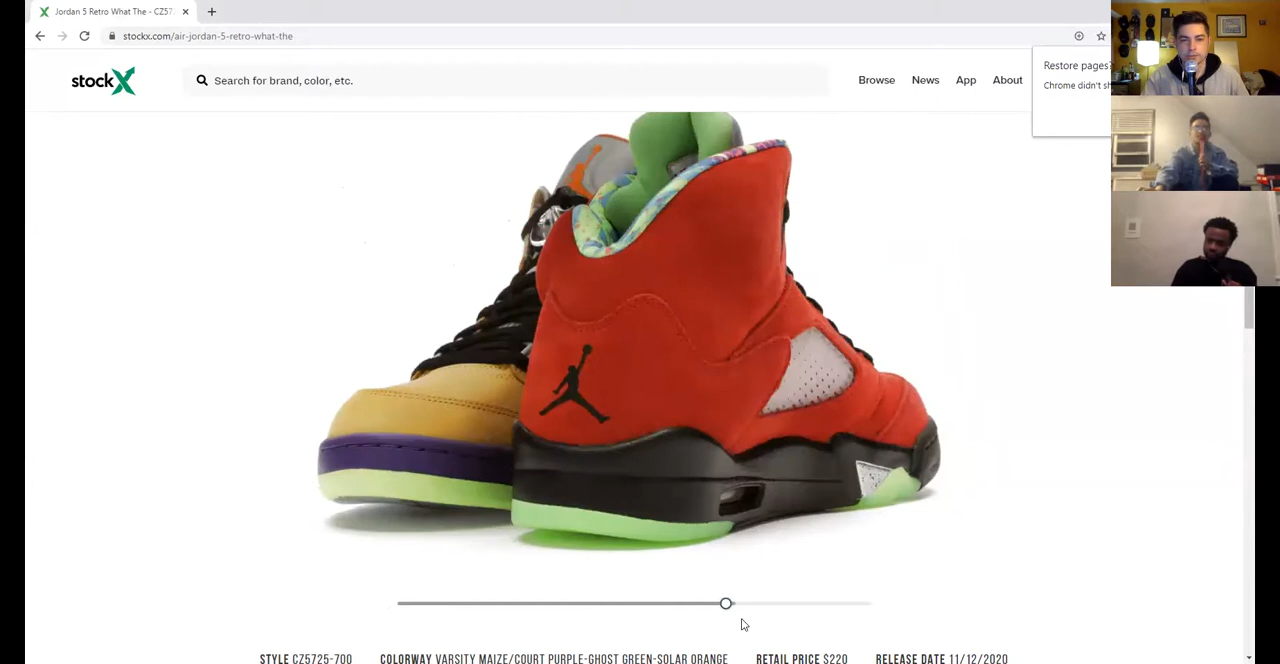 Jordan 5 Retro What The - CZ57
stockx.com/air-jordan-5-retro-what-the
Restore pages?
Chrome didn't sh
stockX
Search for brand, color, etc.
Browse
News
App
About
STYLE CZ5725-700
COLORWAY VARSITY MAIZE/COURT PURPLE-GHOST GREEN-SOLAR ORANGE
RETAIL PRICE $220
RELEASE DATE 11/12/2020